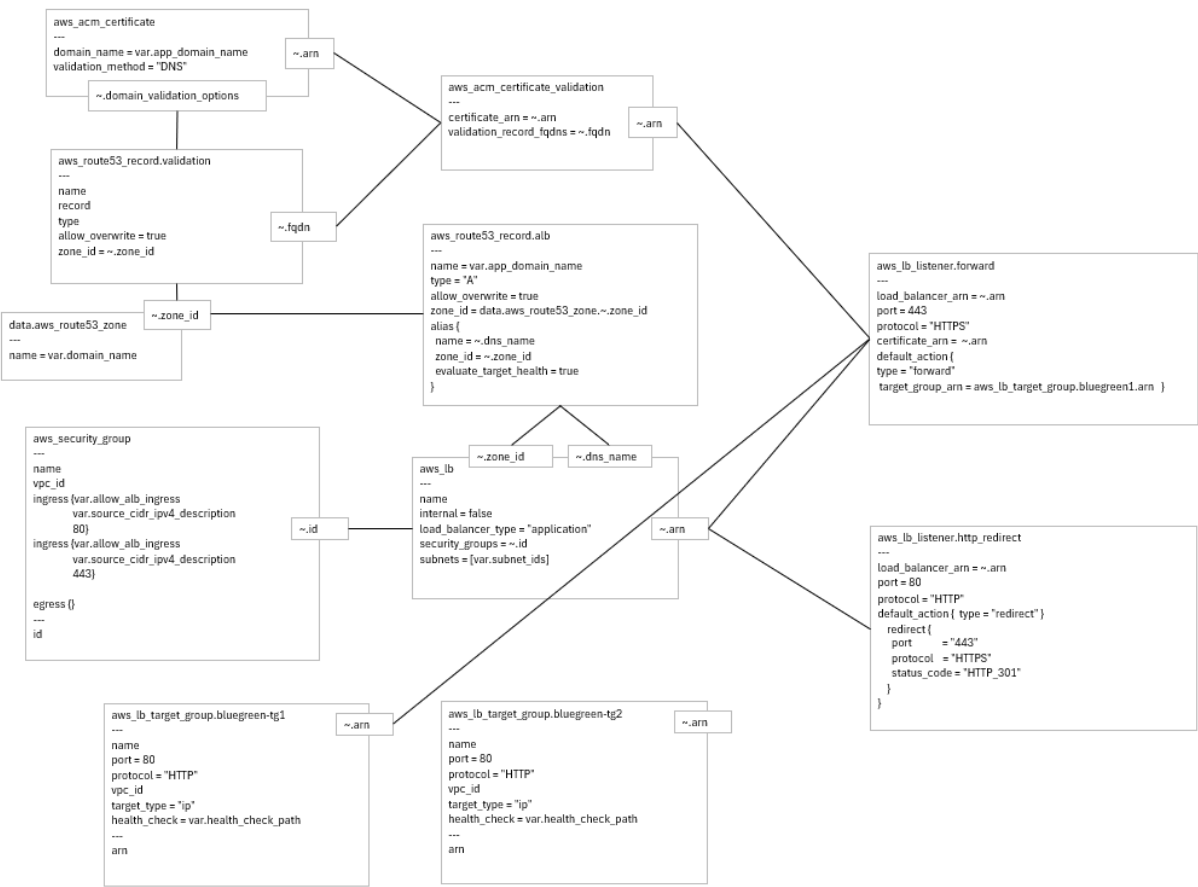 aws_acm_certificate
---
domain_name = var.app_domain_name
validation_method = "DNS"
~.arn
~.domain_validation_options
aws_acm_certificate_validation
---
certificate_arn = ~.arn
validation_record_fqdns = ~.fqdn
~.arn
aws_route53_record.validation
---
name
record
type
allow_overwrite = true
zone_id = ~.zone_id
~.fqdn
~.zone_id
data.aws_route53_zone
---
name = var.domain_name
aws_route53_record.alb
---
name = var.app_domain_name
type = "A"
allow_overwrite = true
zone_id = data.aws_route53_zone.~.zone_id
alias {
name = ~.dns_name
zone_id = ~.zone_id
evaluate_target_health = true
}
aws_lb_listener.forward
---
load_balancer_arn = ~.arn
port = 443
protocol = "HTTPS"
certificate_arn = ~.arn
default_action {
type = "forward"
target_group_arn = aws_lb_target_group.bluegreen1.arn }
aws_security_group
---
name
vpc_id
ingress {var.allow_alb_ingress
var.source_cidr_ipv4_description
80}
ingress {var.allow_alb_ingress
var.source_cidr_ipv4_description
443}
egress {}
---
id
~.id
~.zone_id
~.dns_name
aws_lb
---
name
internal = false
load_balancer_type = "application"
security_groups = ~.id
subnets = [var.subnet_ids]
~.arn
aws_lb_listener.http_redirect
---
load_balancer_arn = ~.arn
port = 80
protocol = "HTTP"
default_action { type = "redirect" }
redirect {
port = "443"
protocol = "HTTPS"
status_code = "HTTP_301"
}
}
aws_lb_target_group.bluegreen-tg1
---
name
port = 80
protocol = "HTTP"
vpc_id
target_type = "ip"
health_check = var.health_check_path
---
arn
~.arn
aws_lb_target_group.bluegreen-tg2
---
name
port = 80
protocol = "HTTP"
vpc_id
target_type = "ip"
health_check = var.health_check_path
---
arn
~.arn